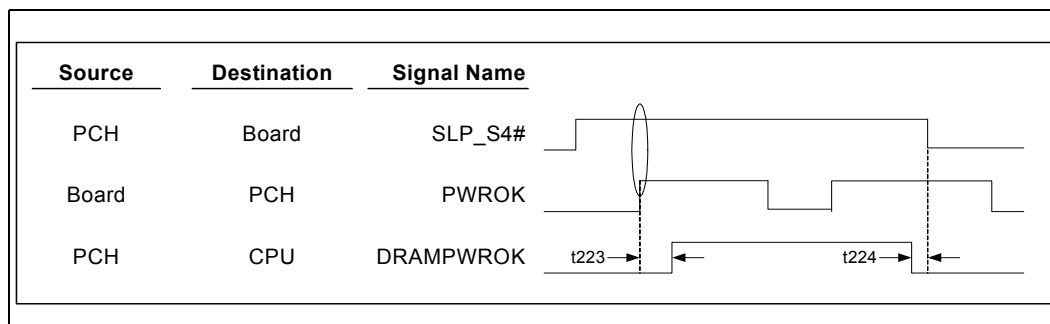 Source Destination Signal Name
PCH Board SLP_S4#
Board PCH PWROK
PCH CPU DRAMPWROK t223 t224